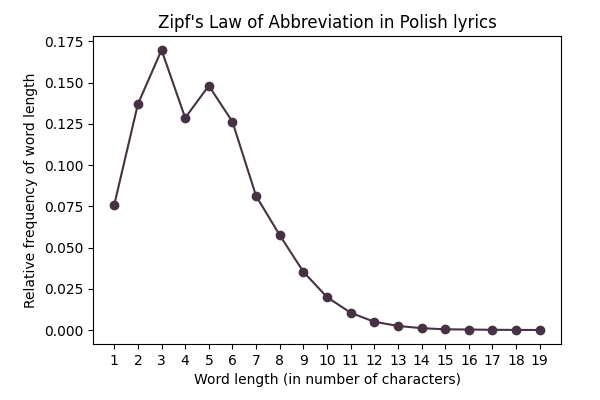 Zipf's Law of Abbreviation in Polish lyrics
Relative frequency of word length
0.175
0.150
0.125
0.100
0.075
0.050
0.025
0.000
1 2 3 4 5 6 7 8 9 10 11 12 13 14 15 16 17 18 19
Word length (in number of characters)